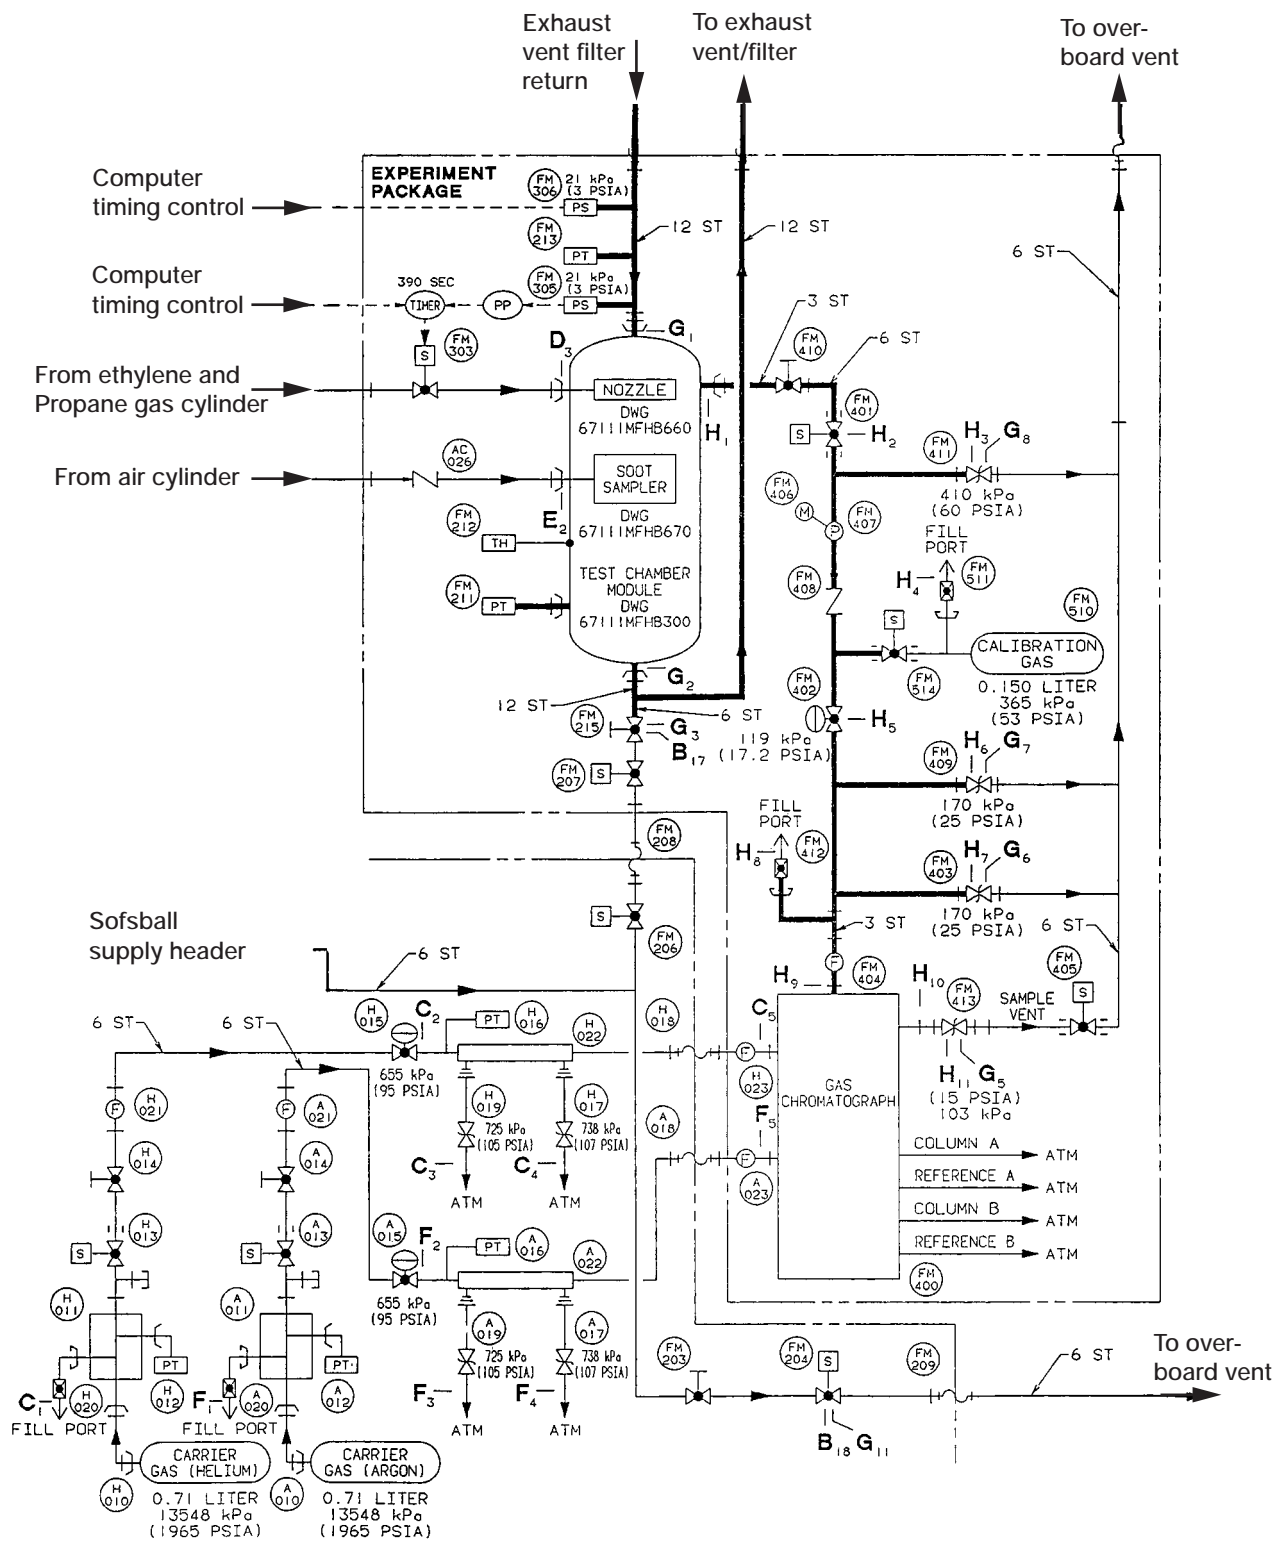 Exhaust
vent filter
return
To exhaust
vent/filter
To over-
board vent
EXPERIMENT
PACKAGE
Computer
timing control
FM
306
21 kPa
(3 PSIA)
PS
12 ST
12 ST
FM
213
PT
6 ST
Computer
timing control
390 SEC
TIMER
PP
FM
305
21 kPa
(3 PSIA)
PS
3 ST
G1
FM
303
S
D3
FM
410
6 ST
From ethylene and
Propane gas cylinder
NOZZLE
DWG
67111MFHB660
H1
FM
401
S
H2
From air cylinder
AC
026
SOOT
SAMPLER
DWG
67111MFHB670
E2
FM
411
H3
G8
410 kPa
(60 PSIA)
FM
406
M
P
FM
407
FM
212
TH
FILL
PORT
FM
511
H4
FM
408
FM
211
PT
TEST CHAMBER
MODULE
DWG
67111MFHB300
S
FM
510
CALIBRATION
GAS
0.150 LITER
365 kPa
(53 PSIA)
FM
514
G2
12 ST
6 ST
FM
402
H5
FM
215
G3
B17
119 kPa
(17.2 PSIA)
FM
207
S
FM
409
H6
G7
170 kPa
(25 PSIA)
FILL
PORT
FM
412
H8
FM
208
FM
403
H7
G6
170 kPa
(25 PSIA)
S
FM
206
3 ST
6 ST
Sofsball
supply header
6 ST
F
FM
404
H9
FM
405
S
H10
FM
413
SAMPLE
VENT
H11
G5
(15 PSIA)
103 kPa
6 ST
6 ST
H
015
C2
PT
H
016
H
022
H
018
C5
F
H
023
655 kPa
(95 PSIA)
GAS
CHROMATOGRAPH
F
H
021
F
A
021
H
019
725 kPa
(105 PSIA)
H
017
738 kPa
(107 PSIA)
A
018
F5
F
A
023
H
014
A
014
C3
C4
ATM
ATM
COLUMN A
ATM
REFERENCE A
ATM
COLUMN B
ATM
REFERENCE B
ATM
FM
400
S
H
013
S
A
013
A
015
F2
PT
A
016
A
022
655 kPa
(95 PSIA)
H
011
A
011
A
019
725 kPa
(105 PSIA)
A
017
738 kPa
(107 PSIA)
PT
H
012
PT
A
012
C1
H
020
F1
A
020
FILL PORT
FILL PORT
F3
F4
ATM
ATM
FM
203
FM
204
S
FM
209
B18
G11
6 ST
To over-
board vent
CARRIER
GAS (HELIUM)
H
010
0.71 LITER
13548 kPa
(1965 PSIA)
CARRIER
GAS (ARGON)
A
010
0.71 LITER
13548 kPa
(1965 PSIA)